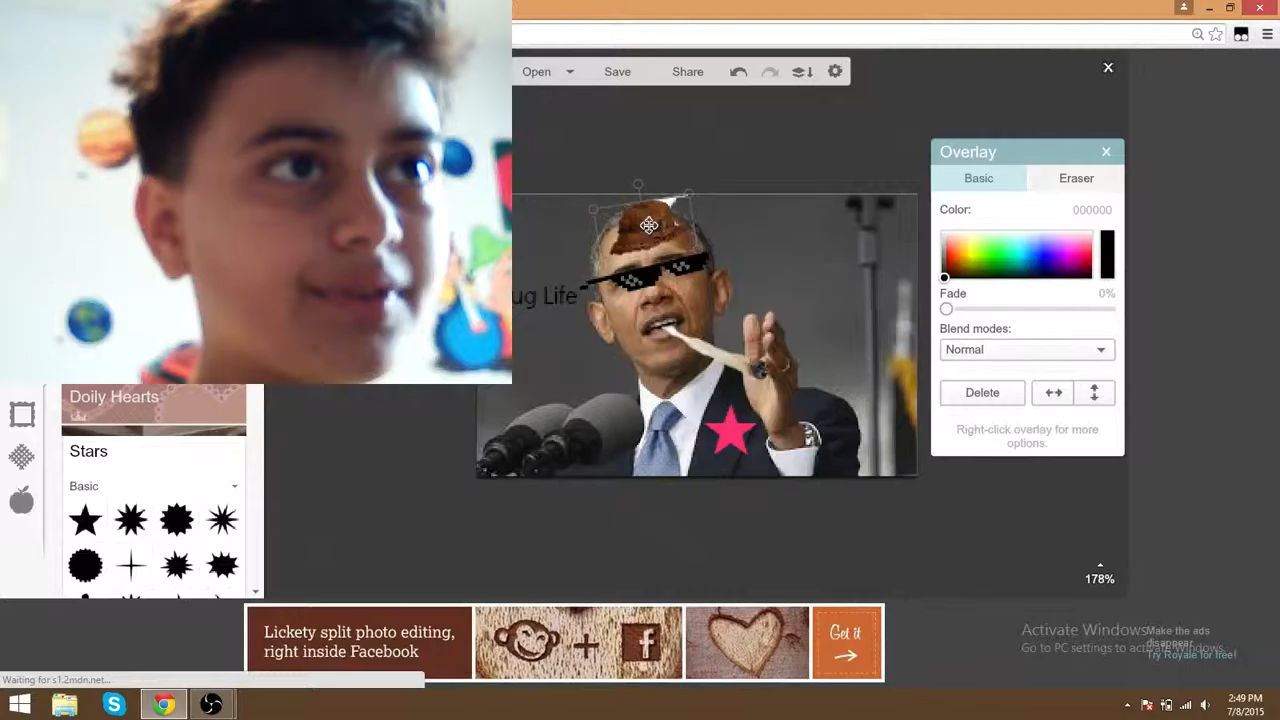 Open
Save
Share
Overlay
Basic
Eraser
Color:
000000
Fade
0%
Blend modes:
Normal
Delete
Right-click overlay for more
options.
ug Life
Doily Hearts
Stars
Basic
178%
Lickety split photo editing,
right inside Facebook
Get it
Activate Windows
Go to PC settings to activate Windows.
Make the ads
disappear
Try Royale for free!
Waiting for s1.2mdn.net...
2:49 PM
7/8/2015